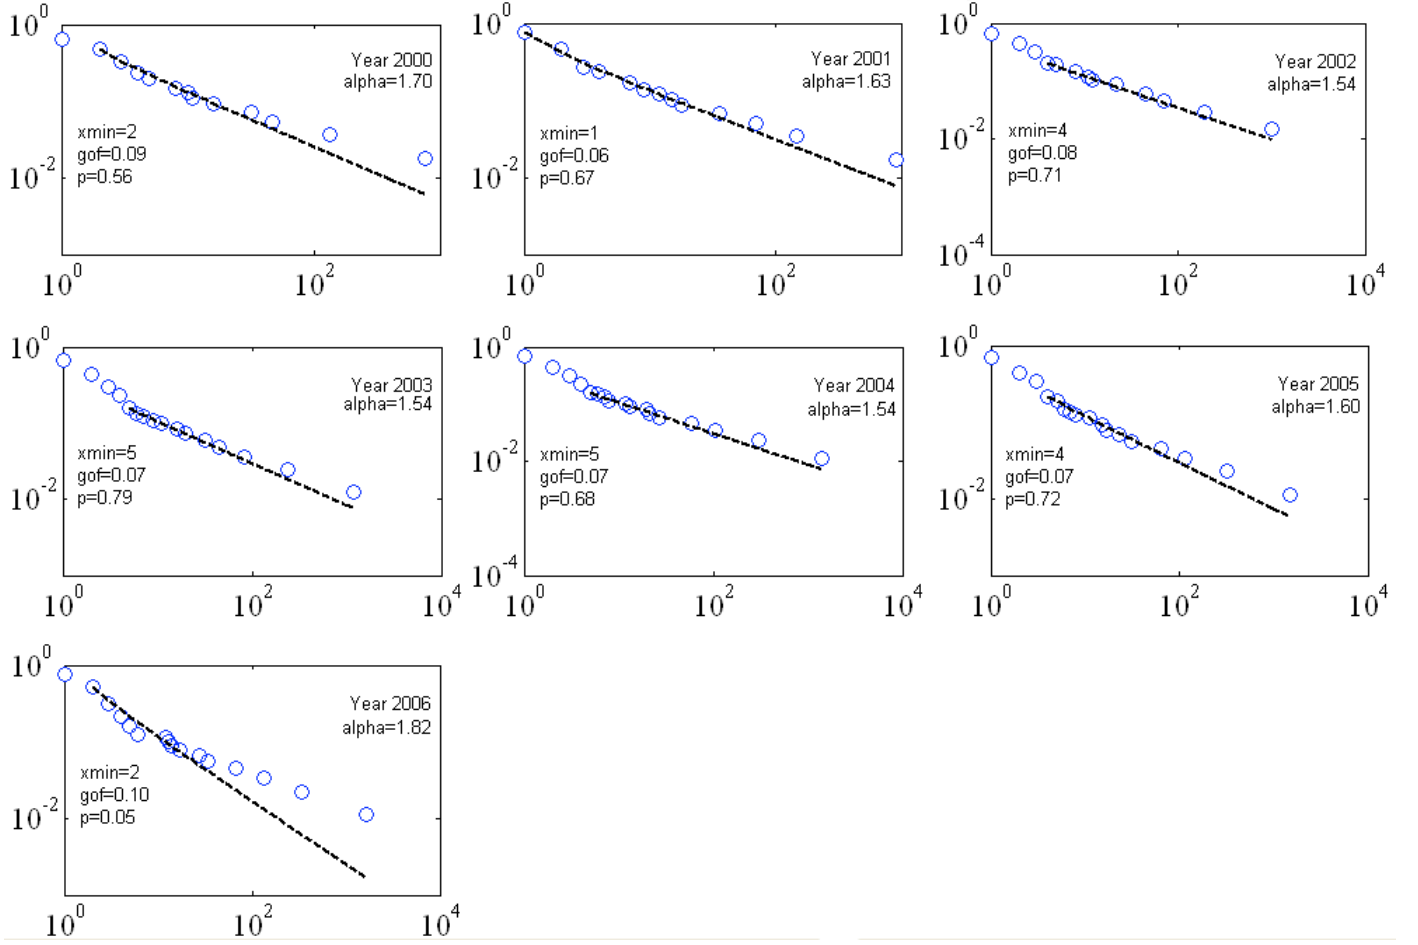 10^0
Year 2000
alpha=1.70
xmin=2
gof=0.09
p=0.56
10^-2
10^0
10^2
10^0
Year 2001
alpha=1.63
xmin=1
gof=0.06
p=0.67
10^-2
10^0
10^2
10^0
Year 2002
alpha=1.54
xmin=4
gof=0.08
p=0.71
10^-2
10^-4
10^0
10^2
10^4
10^0
Year 2003
alpha=1.54
xmin=5
gof=0.07
p=0.79
10^-2
10^0
10^2
10^4
10^0
Year 2004
alpha=1.54
xmin=5
gof=0.07
p=0.68
10^-2
10^-4
10^0
10^2
10^4
10^0
Year 2005
alpha=1.60
xmin=4
gof=0.07
p=0.72
10^-2
10^0
10^2
10^4
10^0
Year 2006
alpha=1.82
xmin=2
gof=0.10
p=0.05
10^-2
10^0
10^2
10^4